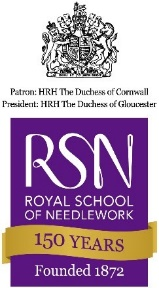 Patron: HRH The Duchess of Cornwall
President: HRH The Duchess of Gloucester
RSN
ROYAL SCHOOL
OF NEEDLEWORK
150 YEARS
Founded 1872